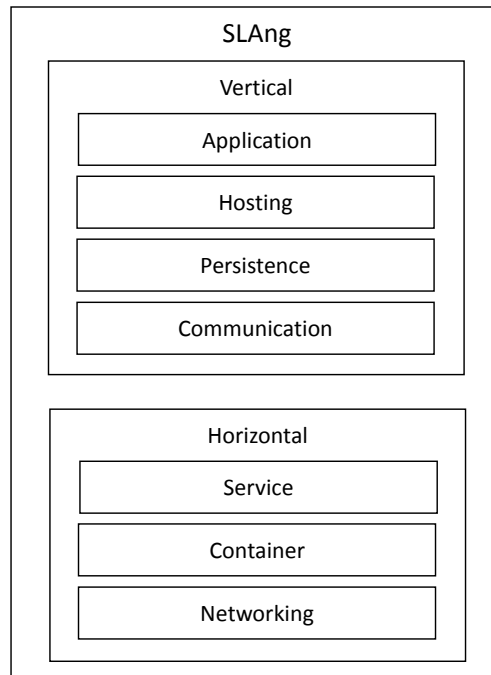 SLAng
Vertical
Application
Hosting
Persistence
Communication
Horizontal
Service
Container
Networking